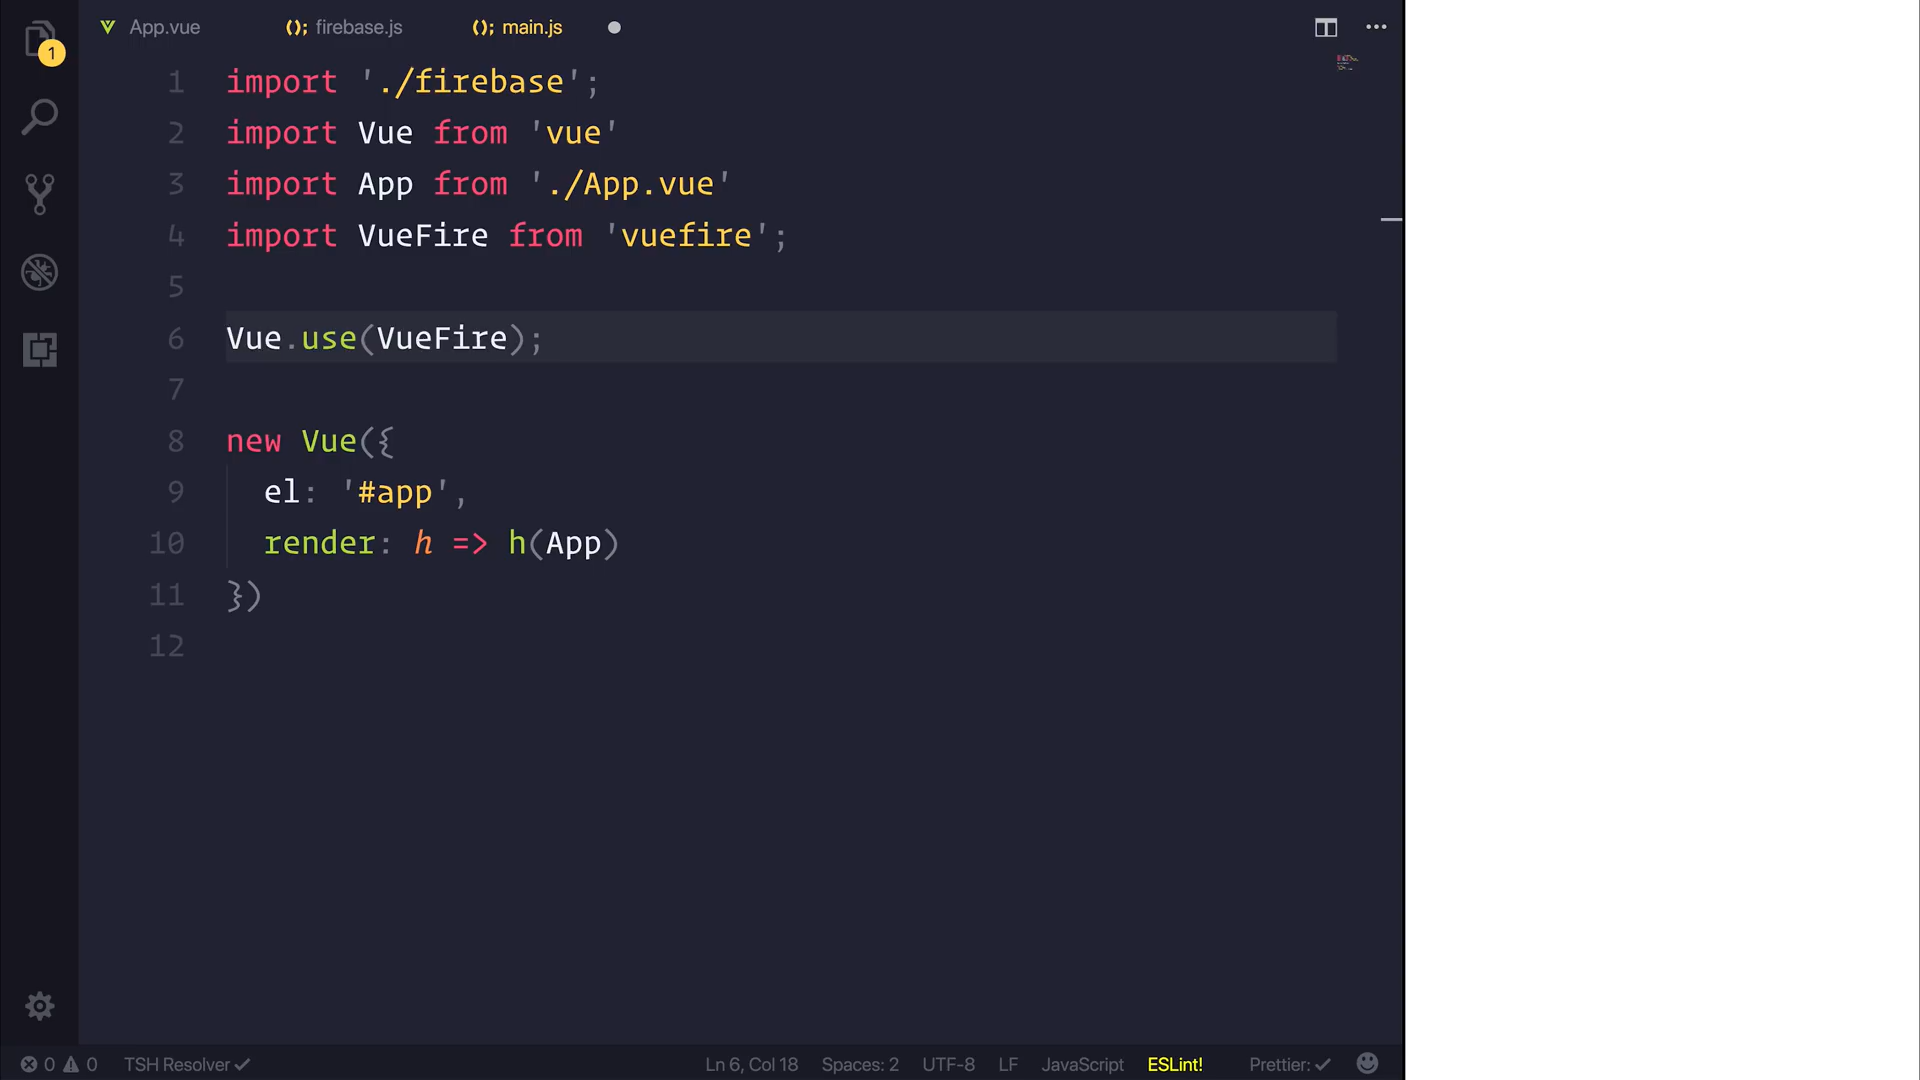 App.vue
firebase.js
main.js
1
1 import './firebase';
2 import Vue from 'vue'
3 import App from './App.vue'
4 import VueFire from 'vuefire';
5
6 Vue.use(VueFire);
7
8 new Vue({
9 el: '#app',
10 render: h => h(App)
11 })
12
0 0 TSH Resolver Ln 6, Col 18 Spaces: 2 UTF-8 LF JavaScript ESLint! Prettier: